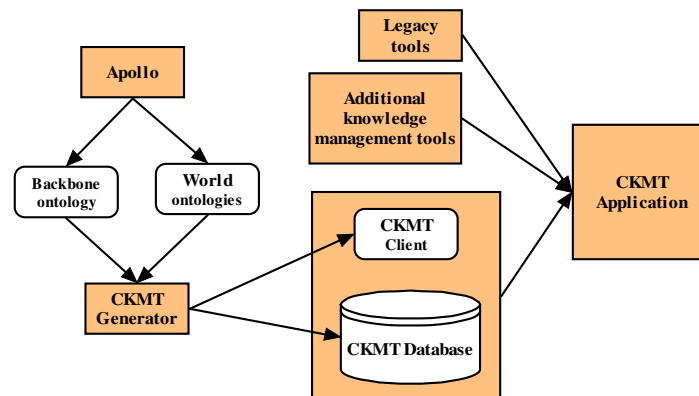 Apollo
Backbone
ontology
World
ontologies
CKMT
Generator
Legacy
tools
Additional
knowledge
management tools
CKMT
Client
CKMT Database
CKMT
Application